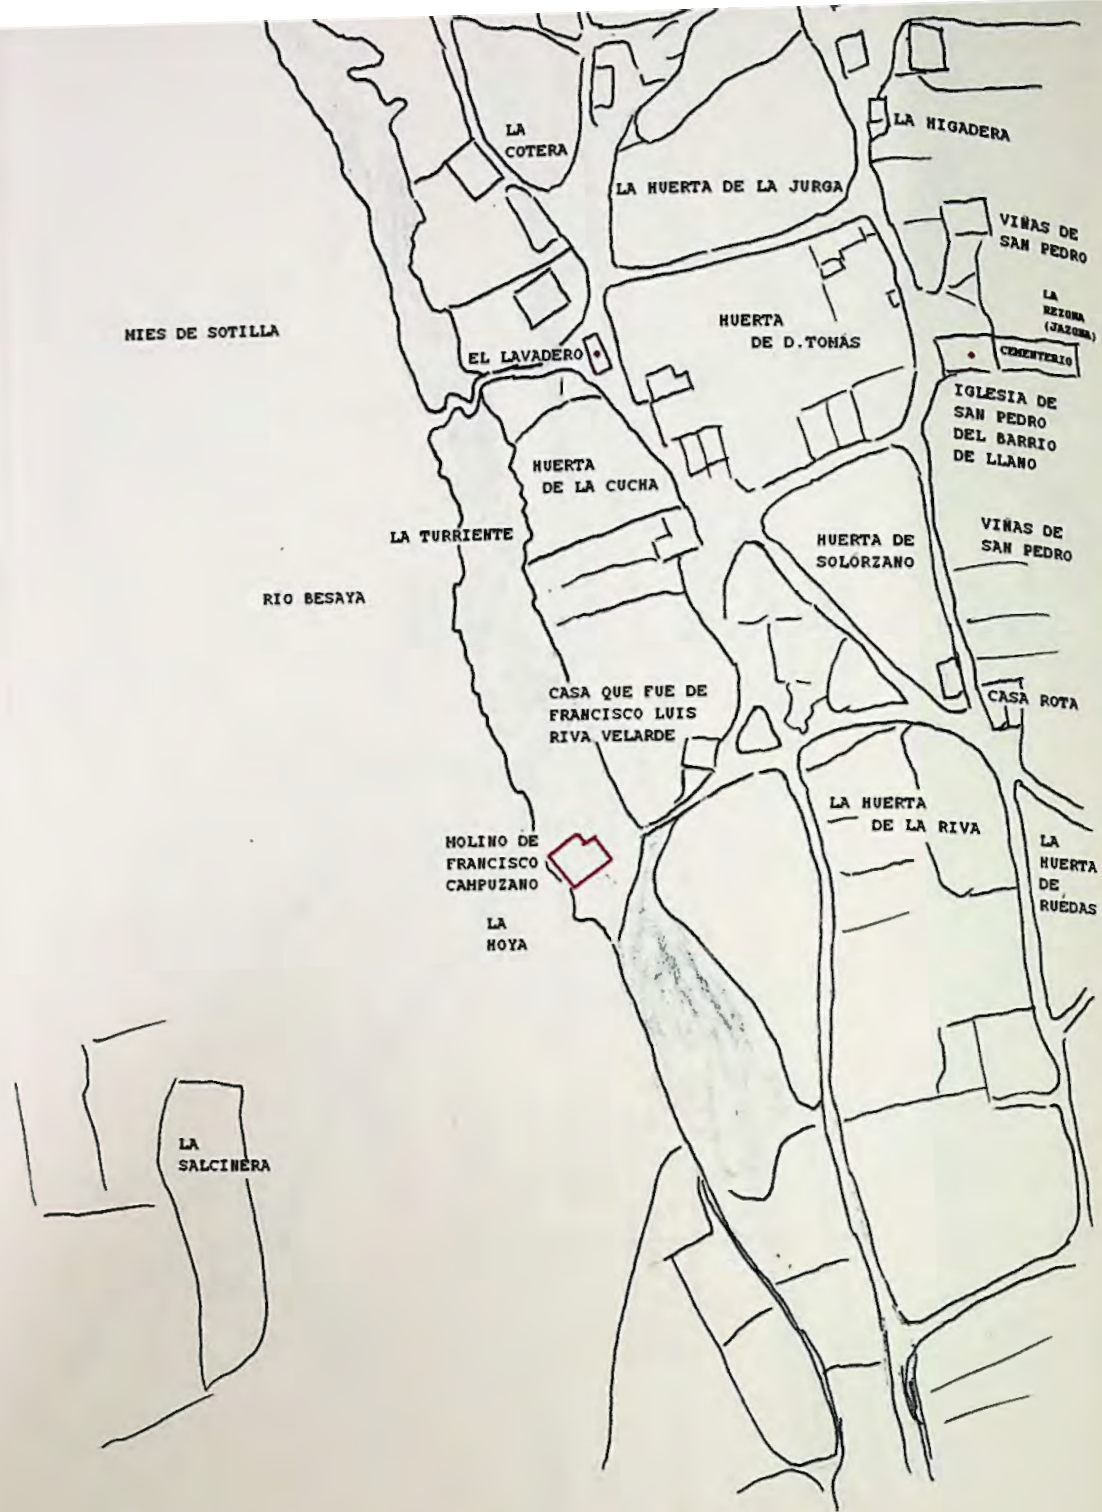 LA
COTERA
LA HIGADERA
LA HUERTA DE LA JURGA
VIÑAS DE
SAN PEDRO
LA
REZONA
(JAZONA)
MIES DE SOTILLA
HUERTA
DE D.TOMÁS
EL LAVADERO
CEMENTERIO
IGLESIA DE
SAN PEDRO
DEL BARRIO
DE LLANO
HUERTA
DE LA CUCHA
LA TURRIENTE
HUERTA DE
SOLÓRZANO
VIÑAS DE
SAN PEDRO
RIO BESAYA
CASA QUE FUE DE
FRANCISCO LUIS
RIVA VELARDE
CASA ROTA
LA HUERTA
DE LA RIVA
MOLINO DE
FRANCISCO
CAMPUZANO
LA
HUERTA
DE
RUÉDAS
LA
HOYA
LA
SALCINERA